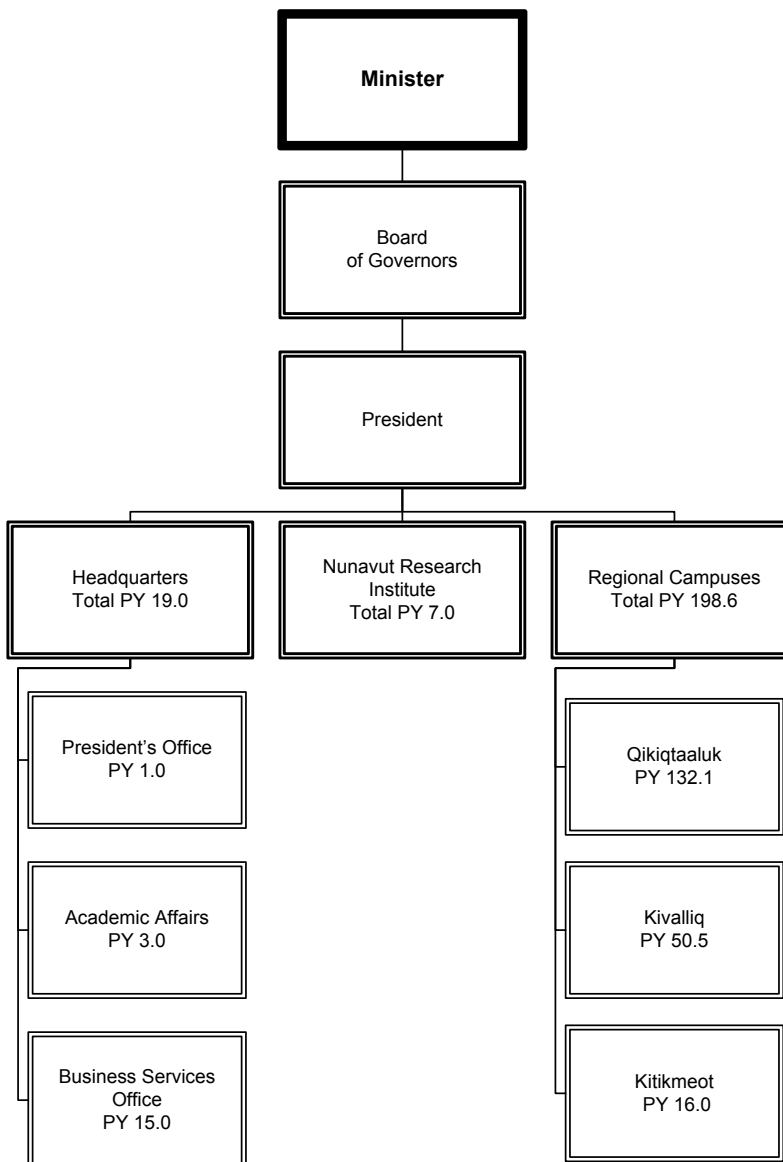 Minister
Board
of Governors
President
Headquarters
Total PY 19.0
Nunavut Research
Institute
Total PY 7.0
Regional Campuses
Total PY 198.6
President’s Office
PY 1.0
Academic Affairs
PY 3.0
Business Services
Office
PY 15.0
Qikiqtaaluk
PY 132.1
Kivalliq
PY 50.5
Kitikmeot
PY 16.0